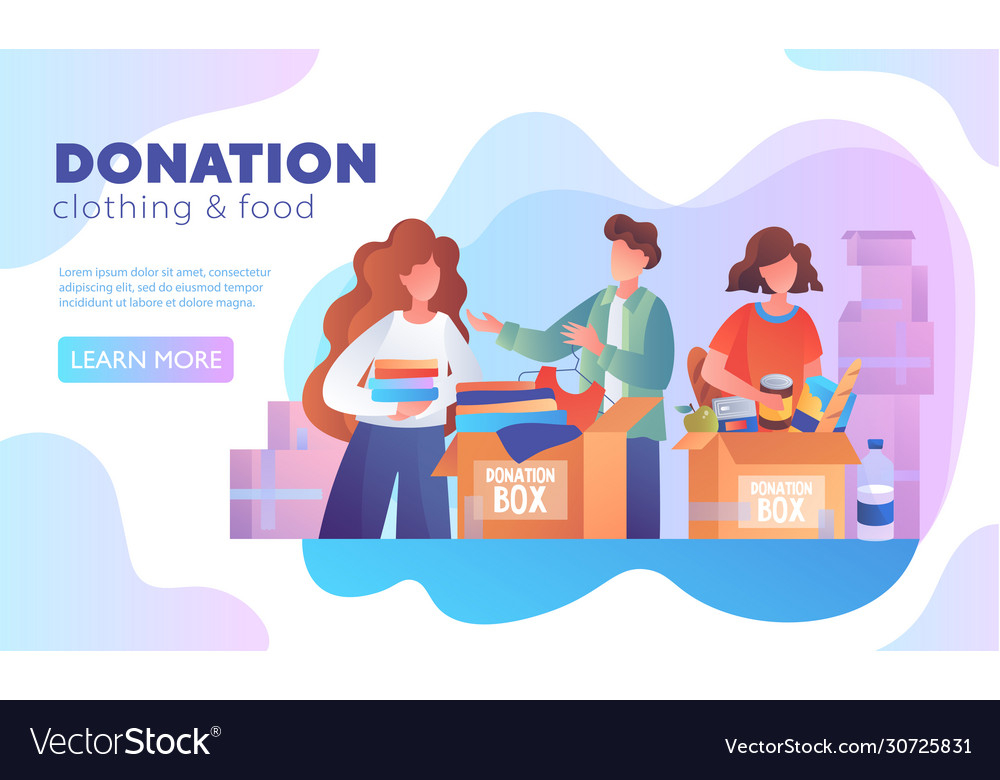 DONATION
clothing & food
Lorem ipsum dolor sit amet, consectetur
adipiscing elit, sed do eiusmod tempor
incididunt ut labore et dolore magna.
LEARN MORE
DONATION
BOX
DONATION
BOX
VectorStock®
VectorStock.com/30725831